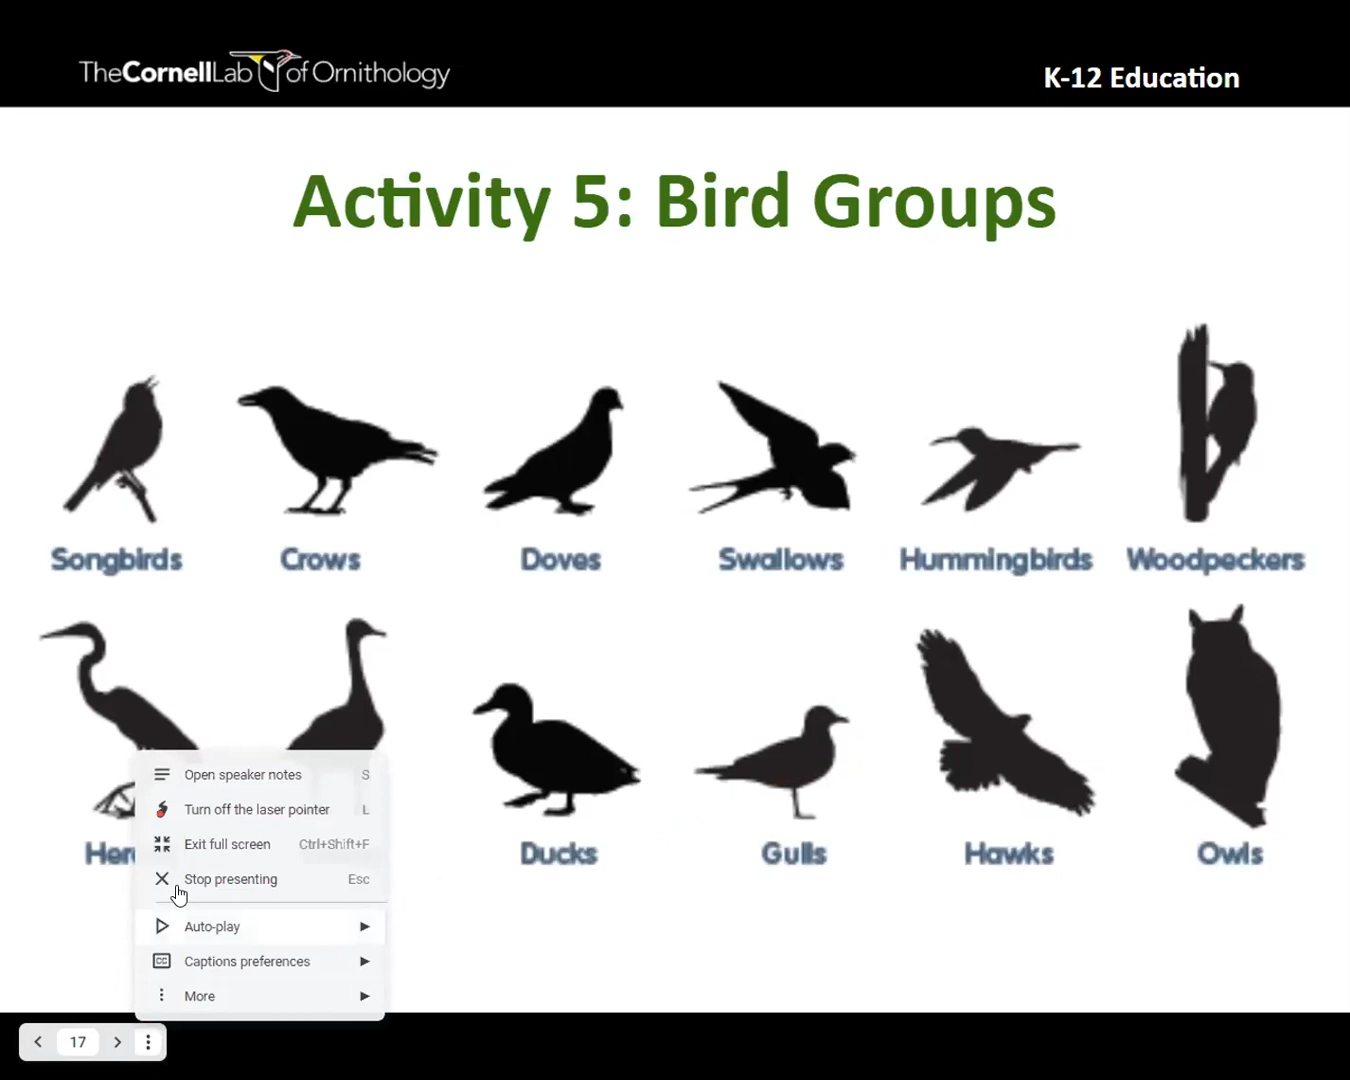 TheCornellLab of Ornithology
K-12 Education
Activity 5: Bird Groups
Songbirds Crows Doves Swallows Hummingbirds Woodpeckers
Ducks Gulls Hawks Owls
Open speaker notes S
Turn off the laser pointer L
Exit full screen Ctrl+Shift+F
Stop presenting Esc
Auto-play
CC Captions preferences
More
17